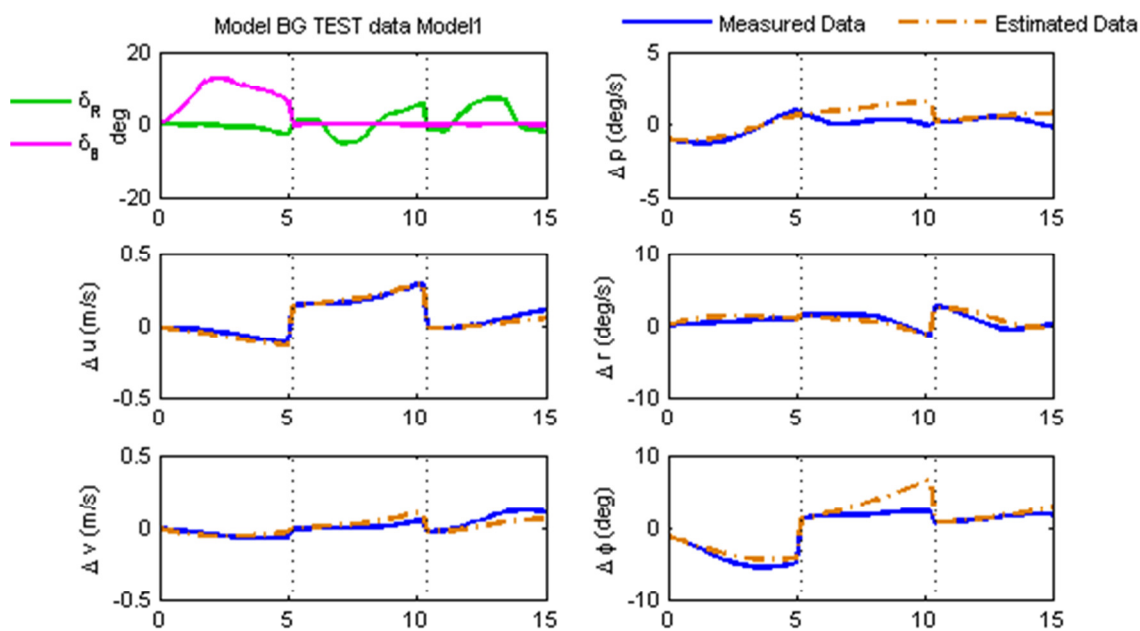 Model BG TEST data Model1
Measured Data
Estimated Data
δR
δB
deg
20
0
-20
0 5 10 15
Δ p (deg/s)
5
0
-5
0 5 10 15
Δ u (m/s)
0.5
0
-0.5
0 5 10 15
Δ r (deg/s)
10
0
-10
0 5 10 15
Δ v (m/s)
0.5
0
-0.5
0 5 10 15
Δ ϕ (deg)
10
0
-10
0 5 10 15